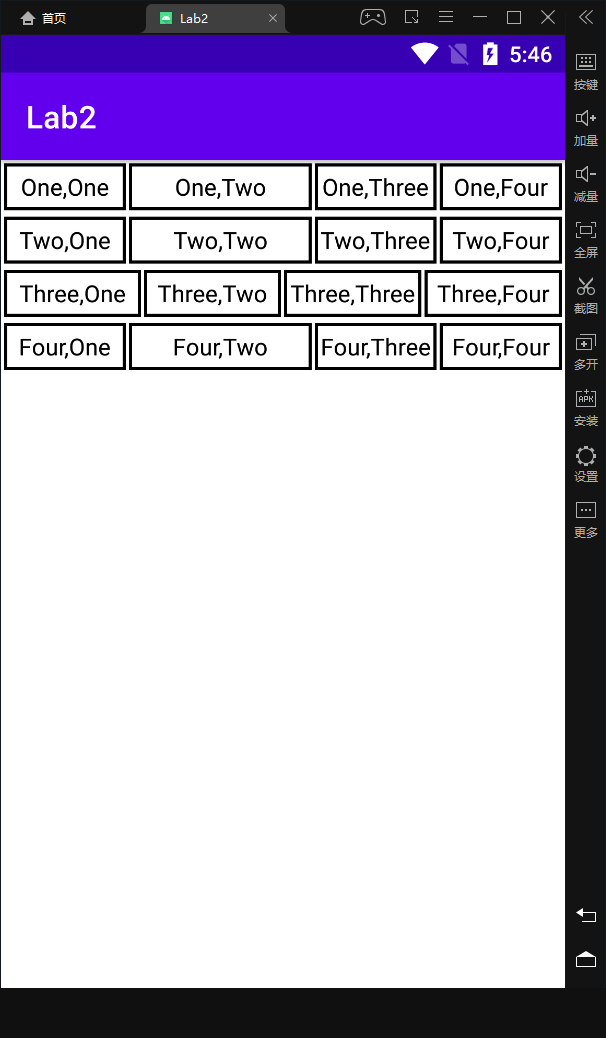 首页 Lab2
5:46
Lab2
One,One One,Two One,Three One,Four
Two,One Two,Two Two,Three Two,Four
Three,One Three,Two Three,Three Three,Four
Four,One Four,Two Four,Three Four,Four
按键
加量
减量
全屏
截图
多开
APK
安装
设置
更多